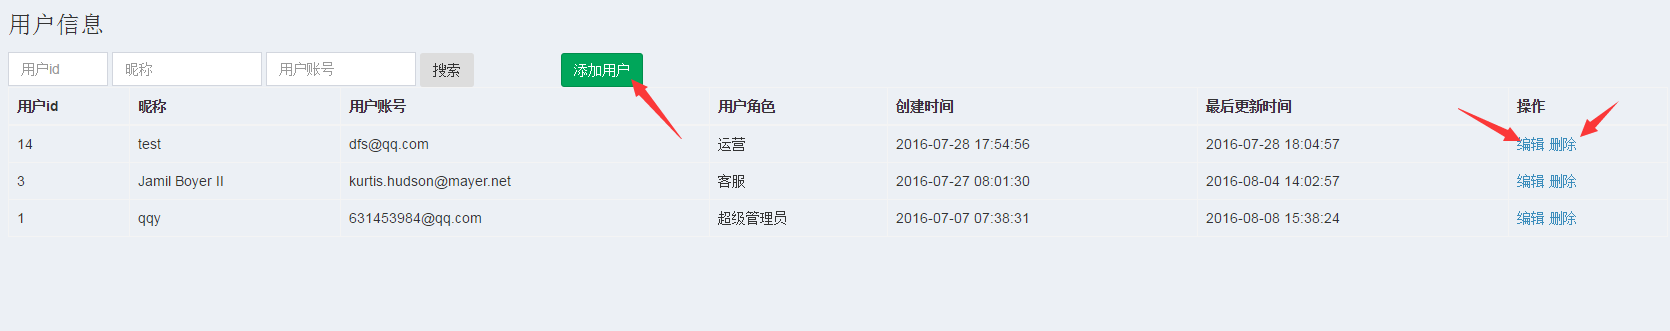 用户信息
用户id 昵称 用户账号 搜索 添加用户
用户id 昵称 用户账号 用户角色 创建时间 最后更新时间 操作
14 test dfs@qq.com 运营 2016-07-28 17:54:56 2016-07-28 18:04:57 编辑 删除
3 Jamil Boyer II kurtis.hudson@mayer.net 客服 2016-07-27 08:01:30 2016-08-04 14:02:57 编辑 删除
1 qqy 631453984@qq.com 超级管理员 2016-07-07 07:38:31 2016-08-08 15:38:24 编辑 删除